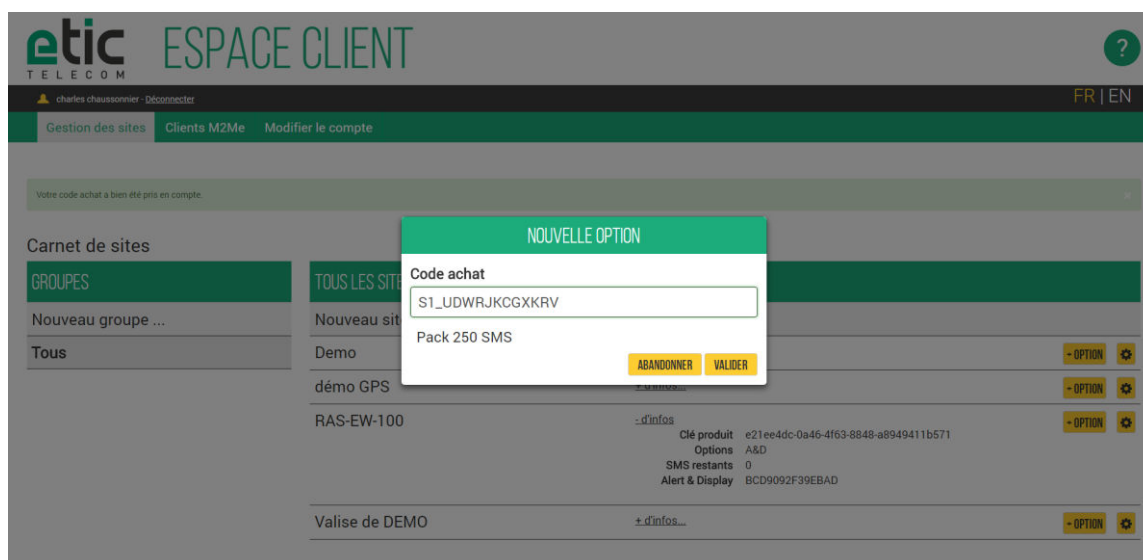 etic
TELECOM
ESPACE CLIENT
?
charles chaussonnier - Déconnecter
FR | EN
Gestion des sites Clients M2Me Modifier le compte
Votre code achat a bien été pris en compte.
×
Carnet de sites
NOUVELLE OPTION
Code achat
S1_UDWRJKCGXKRV
Pack 250 SMS
ABANDONNER VALIDER
GROUPES
Nouveau groupe ...
Tous
TOUS LES SITE
Nouveau sit
Demo
+ OPTION
démo GPS + d'infos...
+ OPTION
RAS-EW-100 - d'infos
+ OPTION
Clé produit e21ee4dc-0a46-4f63-8848-a8949411b571
Options A&D
SMS restants 0
Alert & Display BCD9092F39EBAD
Valise de DEMO + d'infos...
+ OPTION